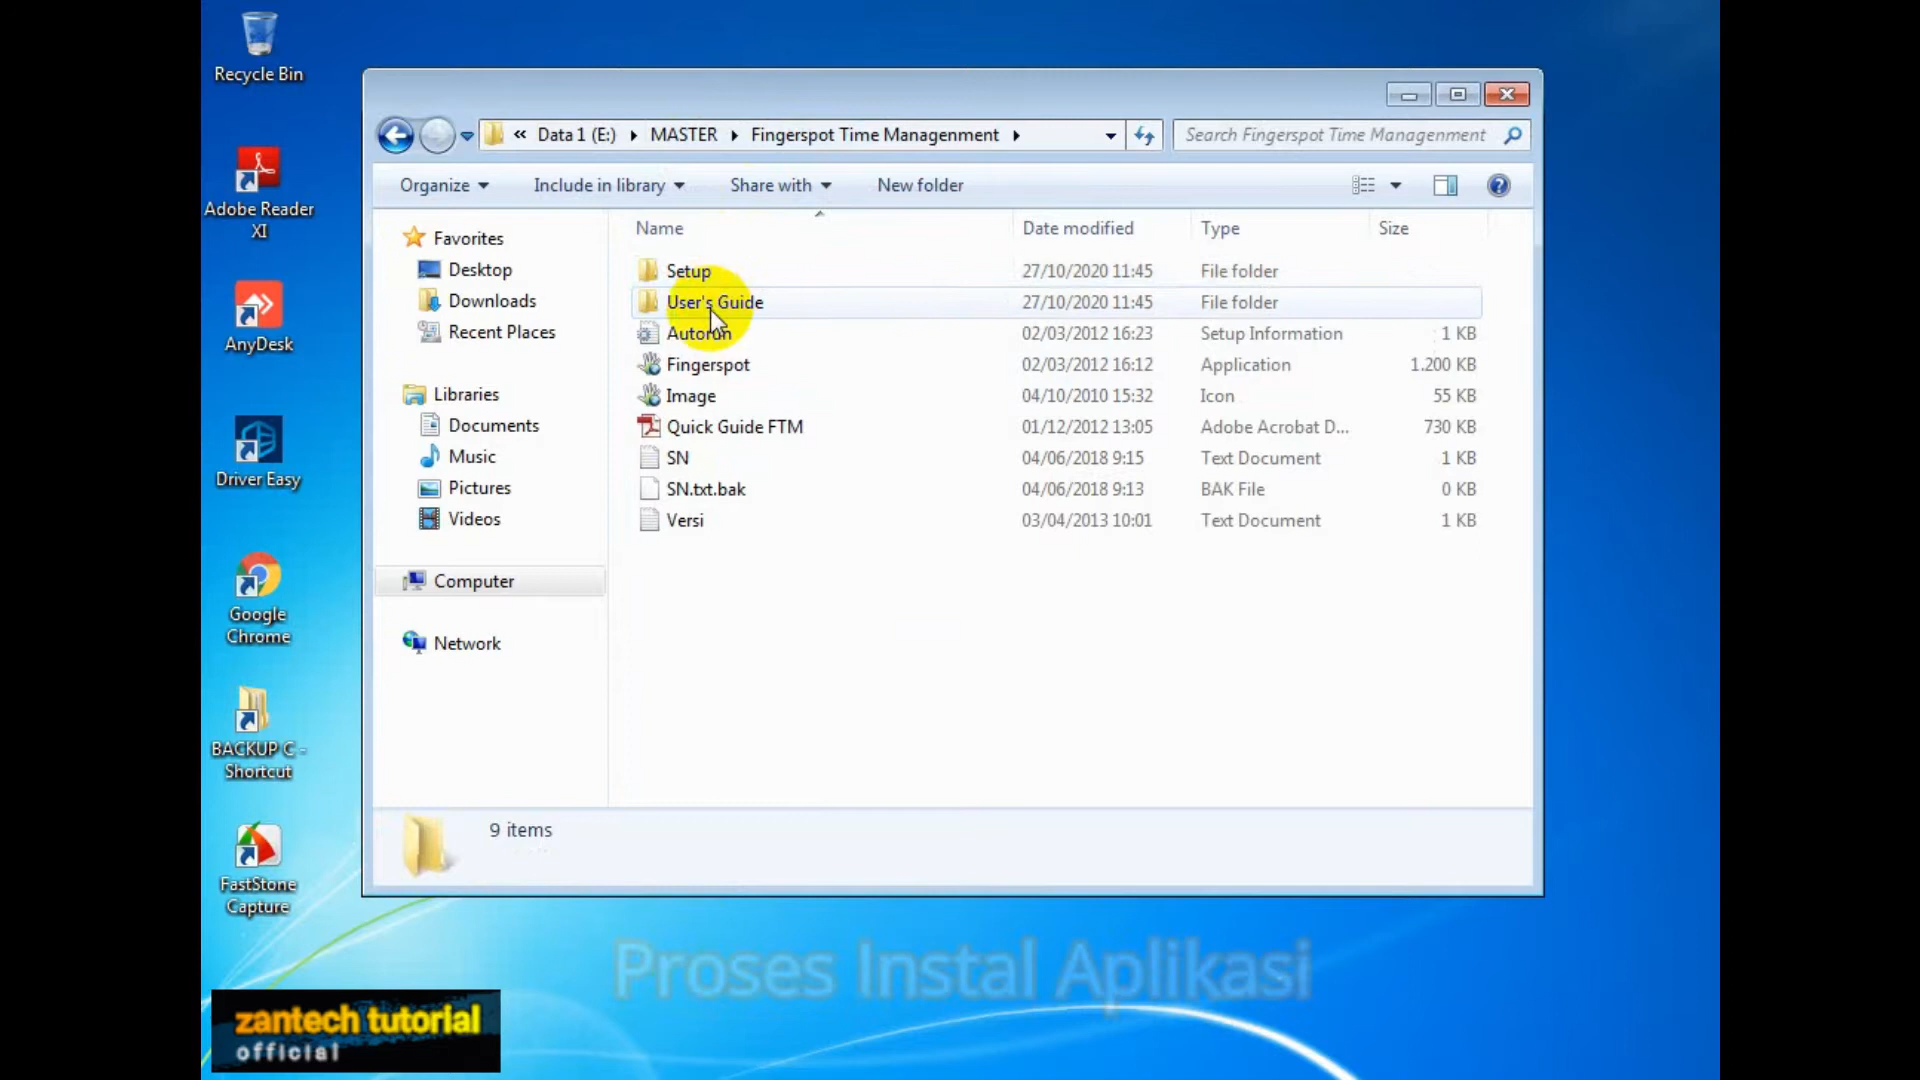 Recycle Bin
Adobe Reader
XI
AnyDesk
Driver Easy
Google
Chrome
BACKUP C -
Shortcut
FastStone
Capture
« Data 1 (E:) MASTER Fingerspot Time Managenment
Search Fingerspot Time Managenment
Organize Include in library Share with New folder
Favorites
Desktop
Downloads
Recent Places
Libraries
Documents
Music
Pictures
Videos
Computer
Network
Name Date modified Type Size
Setup 27/10/2020 11:45 File folder
User's Guide 27/10/2020 11:45 File folder
Autorun 02/03/2012 16:23 Setup Information 1 KB
Fingerspot 02/03/2012 16:12 Application 1.200 KB
Image 04/10/2010 15:32 Icon 55 KB
Quick Guide FTM 01/12/2012 13:05 Adobe Acrobat D... 730 KB
SN 04/06/2018 9:15 Text Document 1 KB
SN.txt.bak 04/06/2018 9:13 BAK File 0 KB
Versi 03/04/2013 10:01 Text Document 1 KB
9 items
Proses Instal Aplikasi
zantech tutorial
official